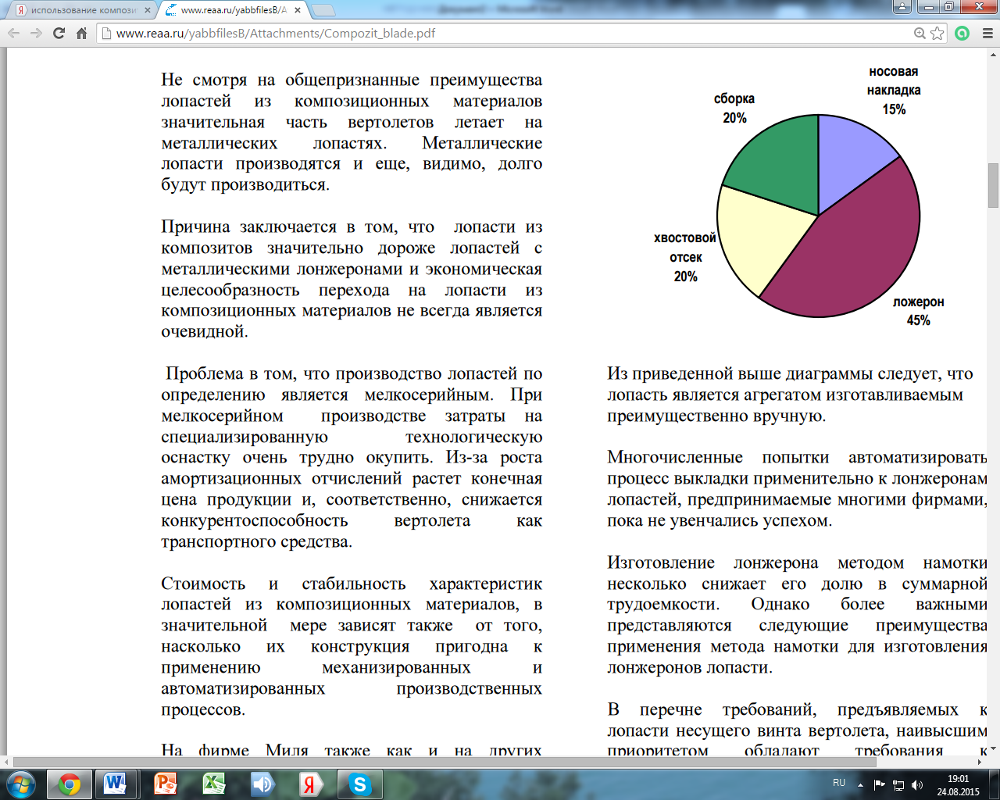 использование компози
www.reaa.ru/yabbfilesB/A
www.reaa.ru/yabbfilesB/Attachments/Compozit_blade.pdf
Не смотря на общепризнанные преимущества
лопастей из композиционных материалов
значительная часть вертолетов летает на
металлических лопастях. Металлические
лопасти производятся и еще, видимо, долго
будут производиться.
Причина заключается в том, что лопасти из
композитов значительно дороже лопастей с
металлическими лонжеронами и экономическая
целесообразность перехода на лопасти из
композиционных материалов не всегда является
очевидной.
Проблема в том, что производство лопастей по
определению является мелкосерийным. При
мелкосерийном производстве затраты на
специализированную технологическую
оснастку очень трудно окупить. Из-за роста
амортизационных отчислений растет конечная
цена продукции и, соответственно, снижается
конкурентоспособность вертолета как
транспортного средства.
Стоимость и стабильность характеристик
лопастей из композиционных материалов, в
значительной мере зависят также от того,
насколько их конструкция пригодна к
применению механизированных и
автоматизированных производственных
процессов.
На фирме Миля также как и на других
носовая
накладка
15%
сборка
20%
хвостовой
отсек
20%
ложерон
45%
Из приведенной выше диаграммы следует, что
лопасть является агрегатом изготавливаемым
преимущественно вручную.
Многочисленные попытки автоматизировать
процесс выкладки применительно к лонжеронам
лопастей, предпринимаемые многими фирмами,
пока не увенчались успехом.
Изготовление лонжерона методом намотки
несколько снижает его долю в суммарной
трудоемкости. Однако более важными
представляются следующие преимущества
применения метода намотки для изготовления
лонжеронов лопасти.
В перечне требований, предъявляемых к
лопасти несущего винта вертолета, наивысшим
приоритетом обладают требования к
RU
19:01
24.08.2015